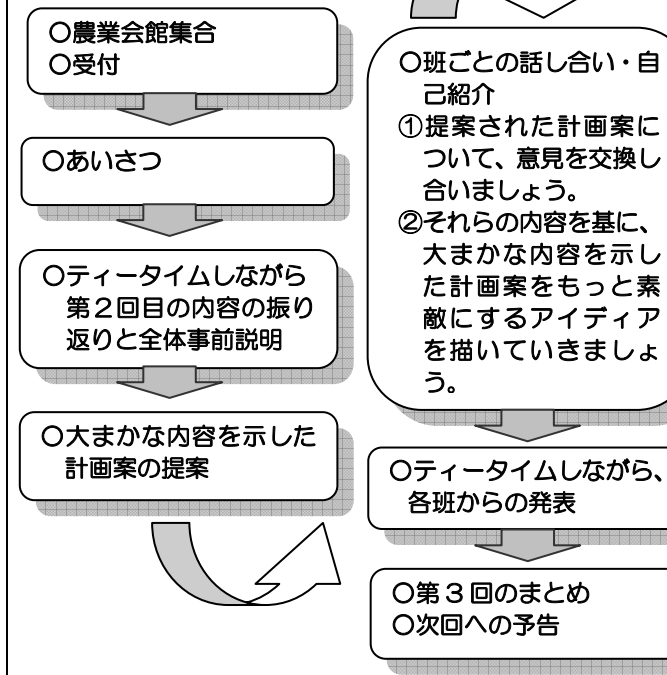 〇農業会館集合
〇受付
〇あいさつ
〇ティータイムしながら
第２回目の内容の振り
返りと全体事前説明
〇大まかな内容を示した
計画案の提案
〇班ごとの話し合い・自
己紹介
①提案された計画案に
ついて、意見を交換し
合いましょう。
②それらの内容を基に、
大まかな内容を示し
た計画案をもっと素
敵にするアイディア
を描いていきましょ
う。
〇ティータイムしながら、
各班からの発表
〇第３回のまとめ
〇次回への予告